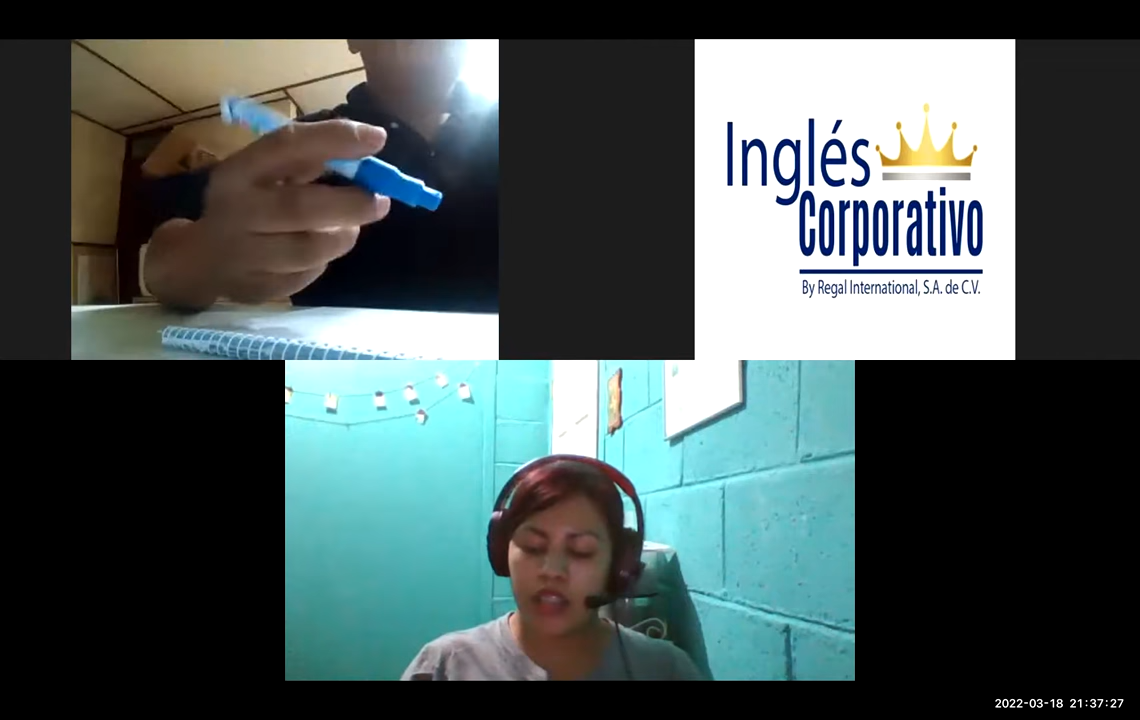 Inglés
Corporativo
By Regal International, S.A. de C.V.
2022-03-18 21:37:27